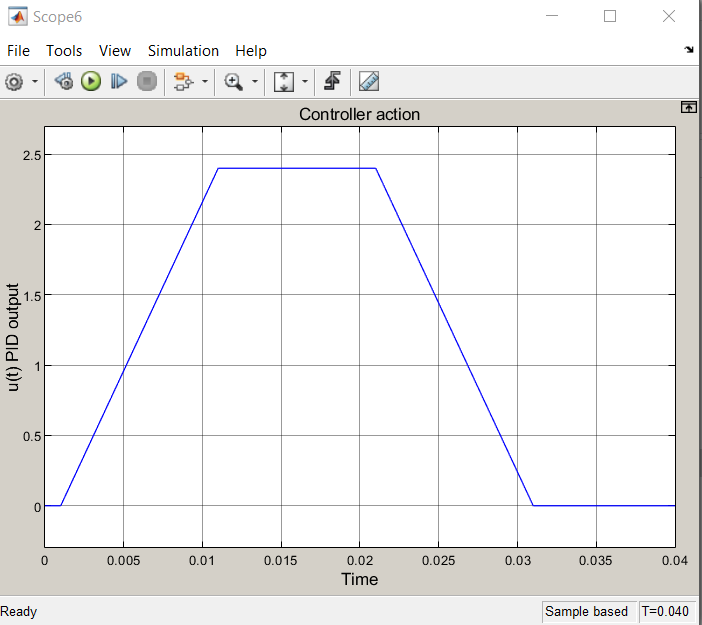 Scope6
File Tools View Simulation Help
Controller action
u(t) PID output
2.5
2
1.5
1
0.5
0
0 0.005 0.01 0.015 0.02 0.025 0.03 0.035 0.04
Time
Ready Sample based T=0.040